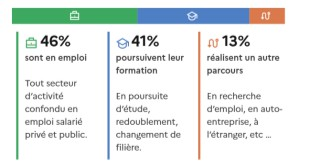 46%
sont en emploi
Tout secteur
d'activité
confondu en
emploi salarié
privé et public.
41%
poursuivent leur
formation
En poursuite
d'étude,
redoublement,
changement de
filière.
13%
réalisent un autre
parcours
En recherche
d'emploi, en auto-
entreprise, à
l'étranger, etc ...